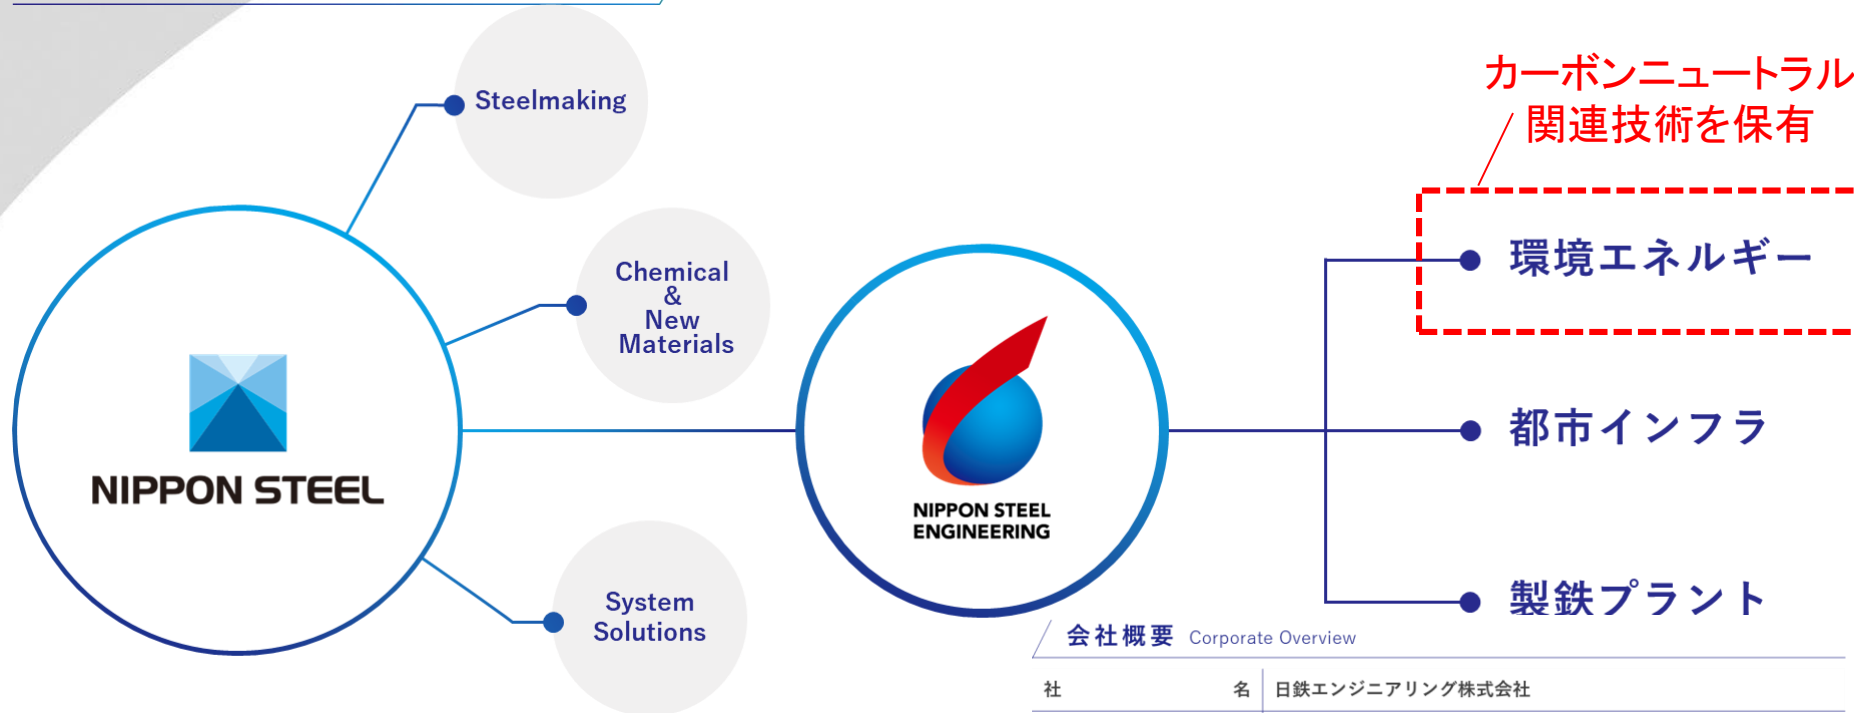 Steelmaking
Chemical
&
New
Materials
NIPPON STEEL
System
Solutions
NIPPON STEEL
ENGINEERING
カーボンニュートラル
関連技術を保有
環境エネルギー
都市インフラ
製鉄プラント
会社概要 Corporate Overview
社 名 日鉄エンジニアリング株式会社